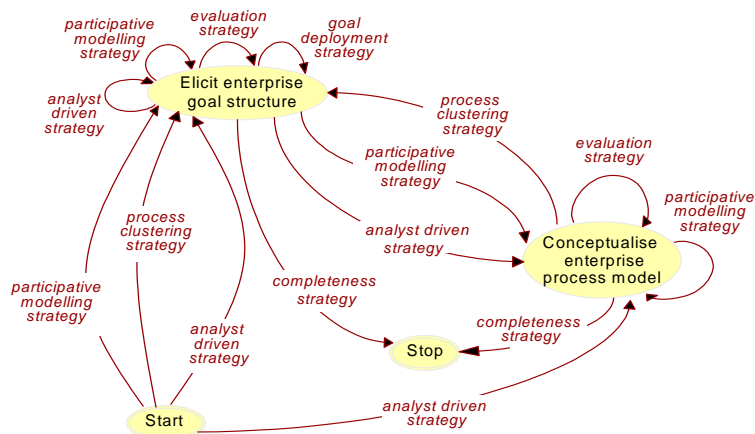 participative
modelling
strategy
evaluation
strategy
goal
deployment
strategy
Elicit enterprise
goal structure
analyst
driven
strategy
process
clustering
strategy
evaluation
strategy
participative
modelling
strategy
participative
modelling
strategy
process
clustering
strategy
analyst driven
strategy
Conceptualise
enterprise
process model
participative
modelling
strategy
completeness
strategy
analyst
driven
strategy
completeness
strategy
Stop
analyst driven
strategy
Start